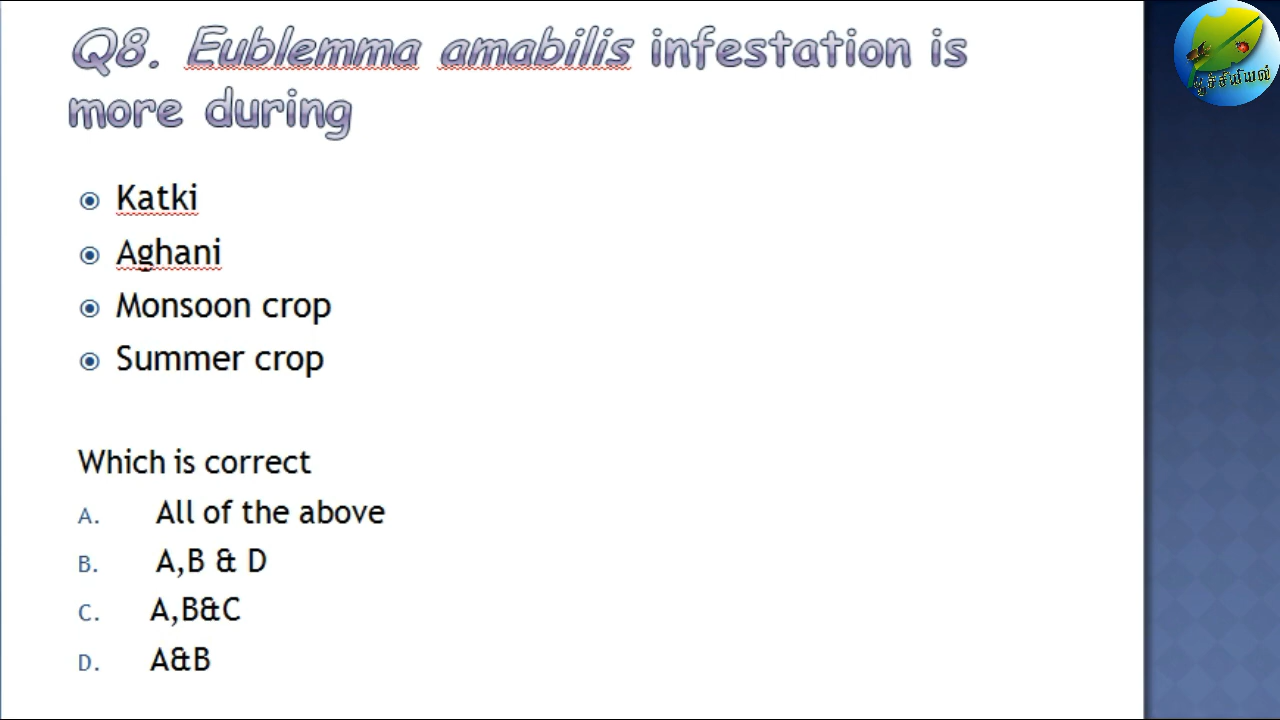 Q8. Eublemma amabilis infestation is
more during
Katki
Aghani
Monsoon crop
Summer crop
Which is correct
A. All of the above
B. A,B & D
C. A,B&C
D. A&B